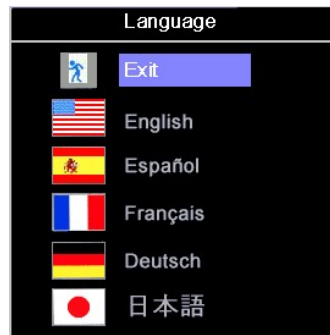 Language
Exit
English
Español
Français
Deutsch
日本語